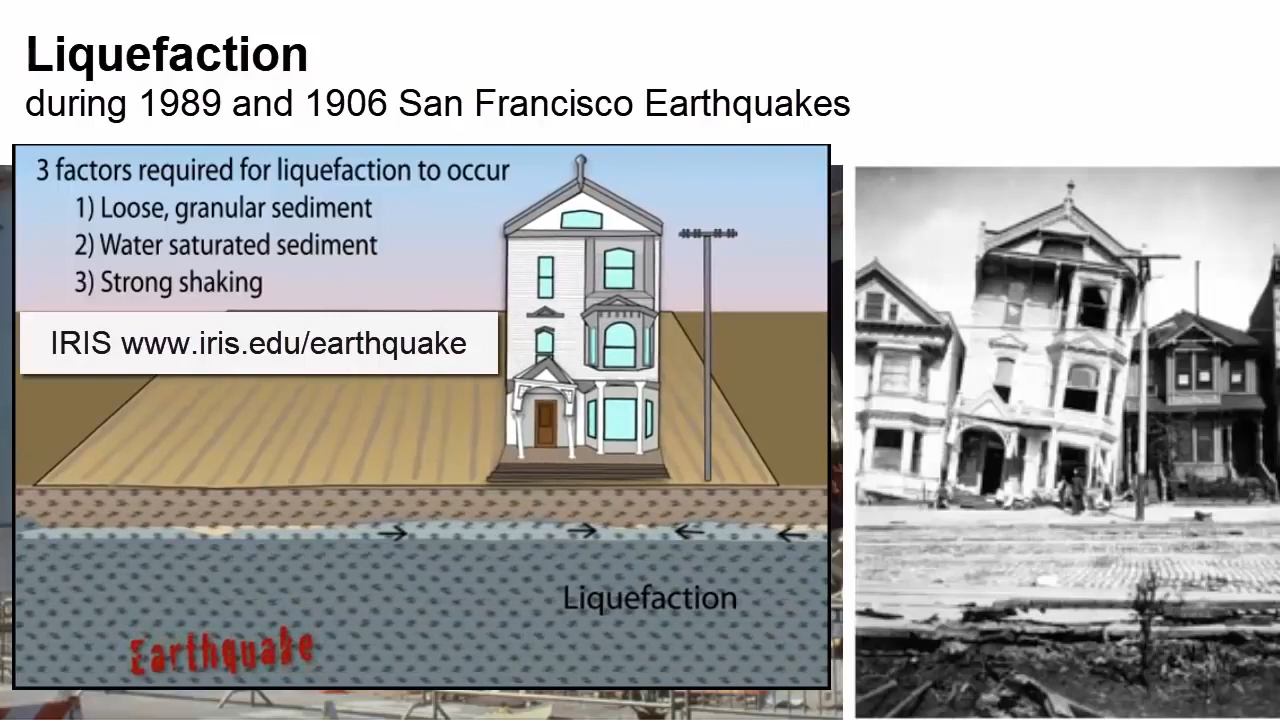 Liquefaction
during 1989 and 1906 San Francisco Earthquakes
3 factors required for liquefaction to occur
1) Loose, granular sediment
2) Water saturated sediment
3) Strong shaking
IRIS www.iris.edu/earthquake
Liquefaction
Earthquake